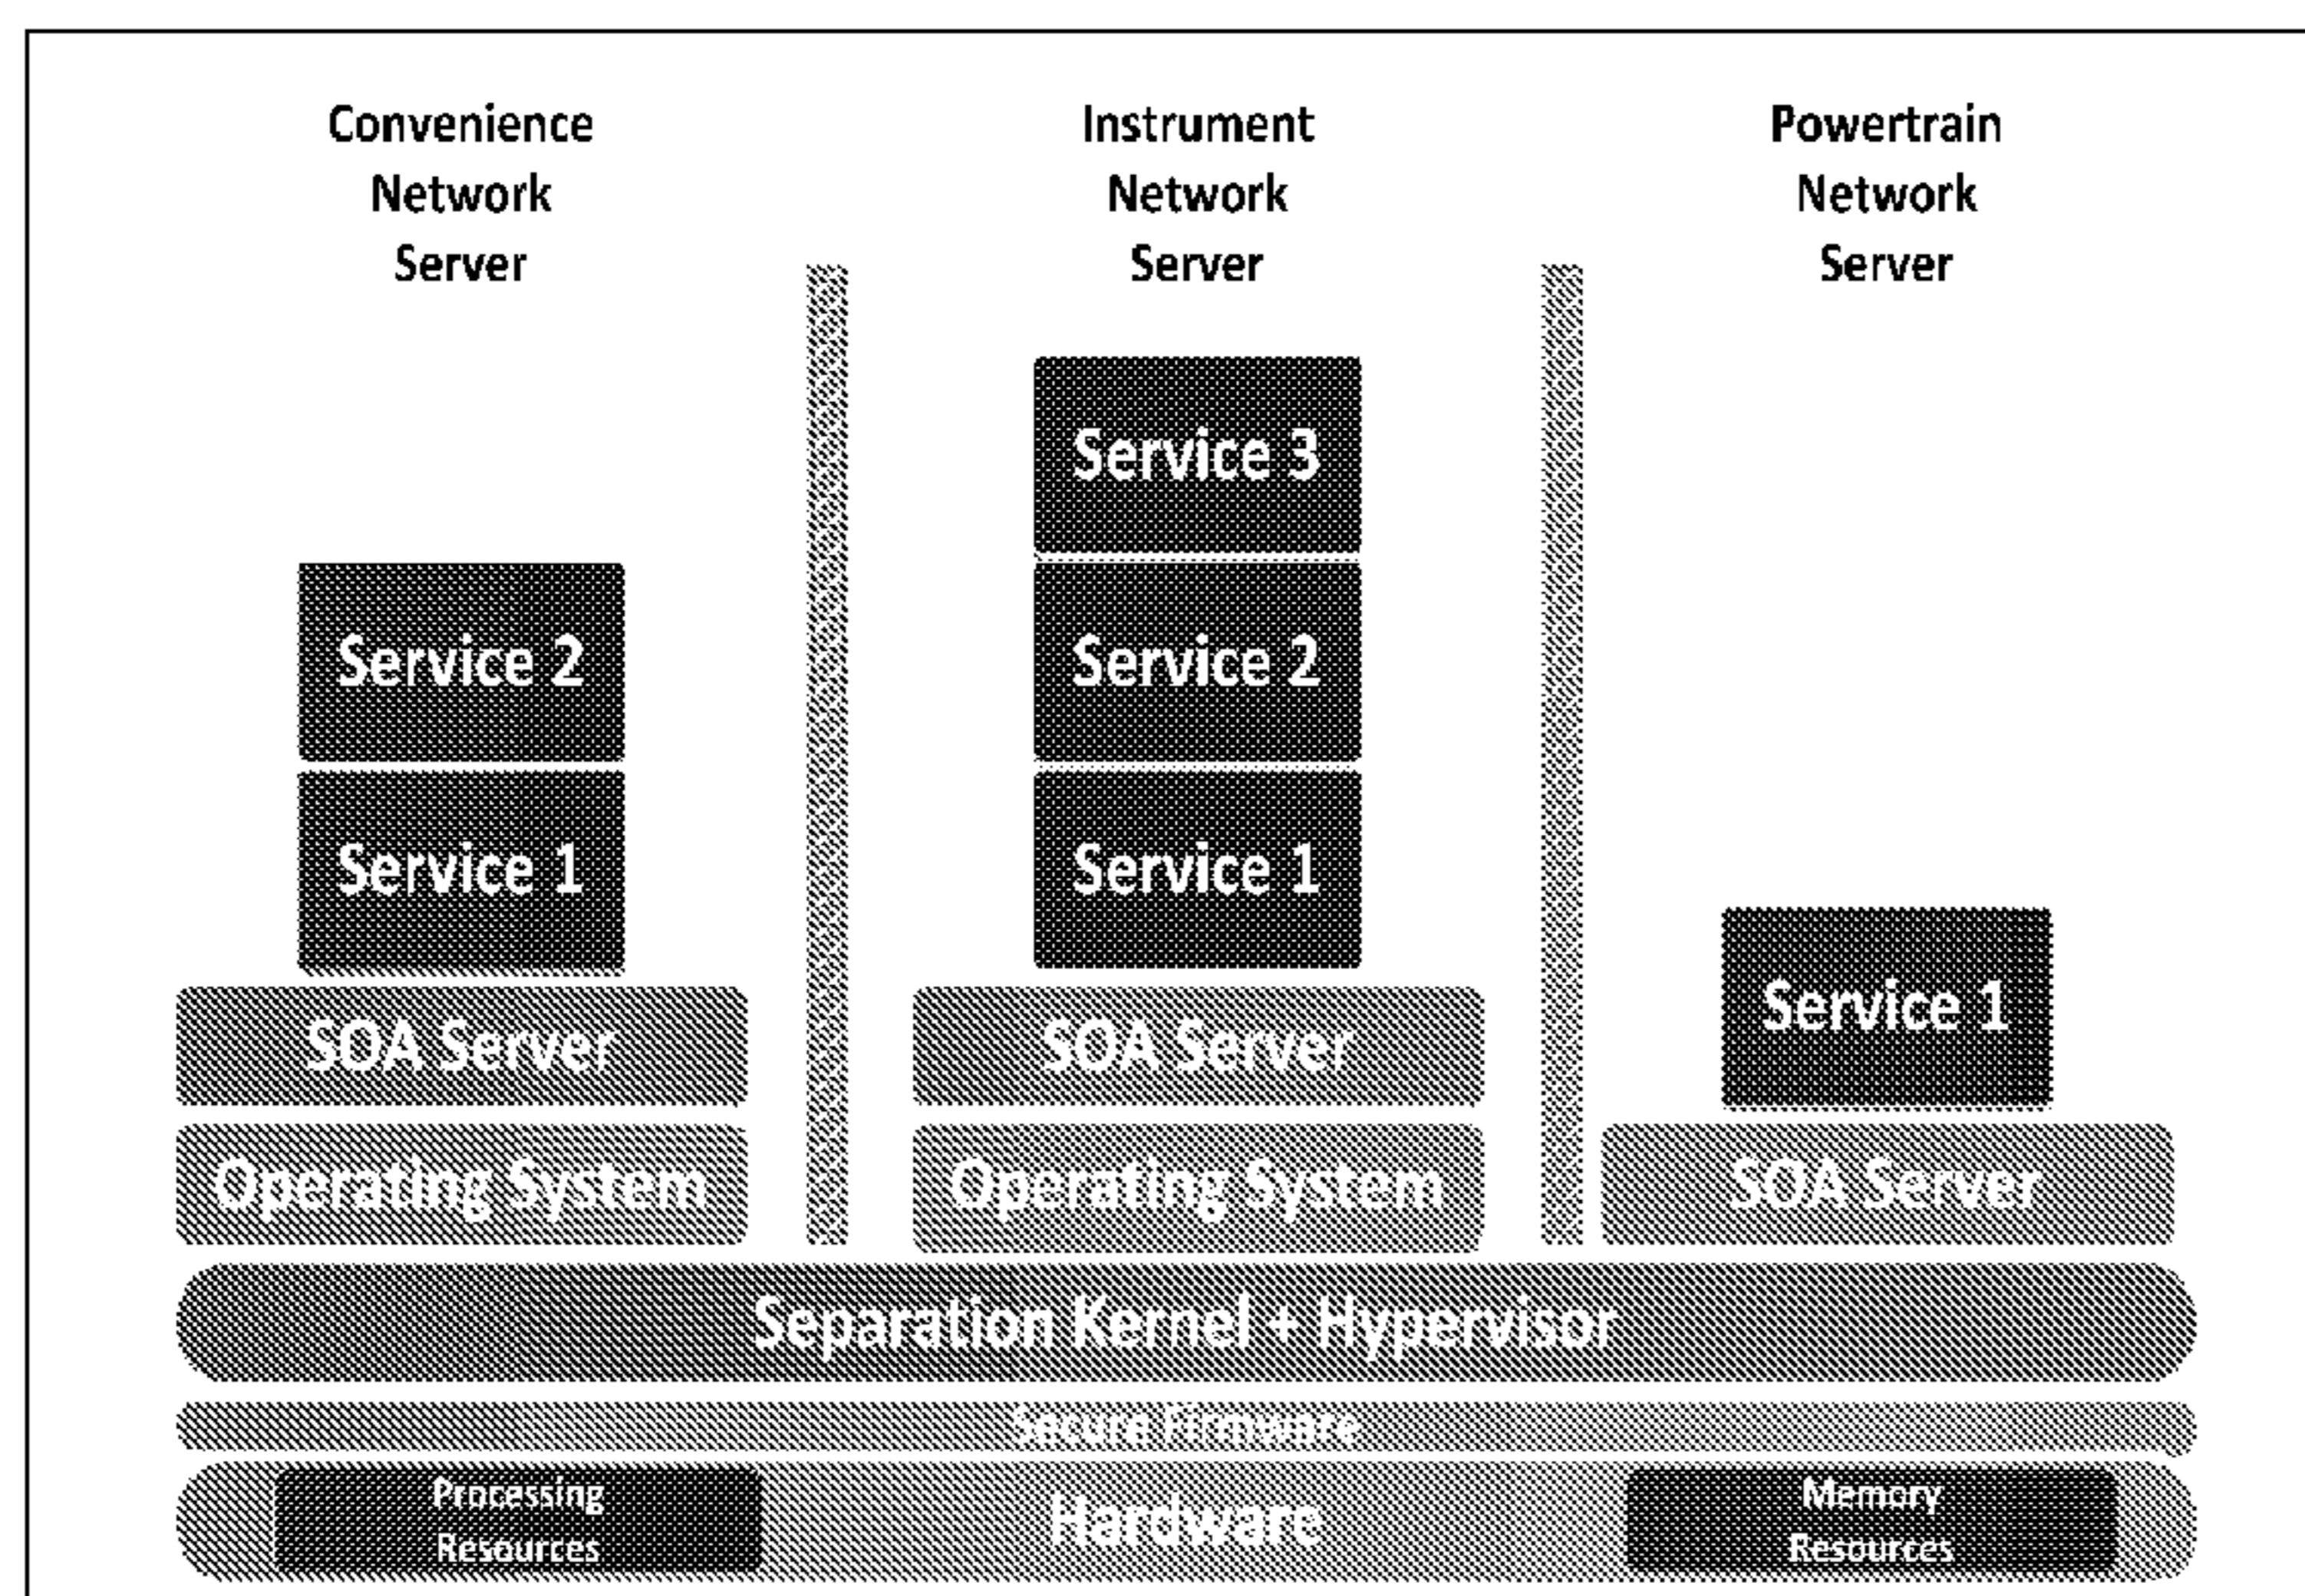 Convenience
Network
Server
Instrument
Network
Server
Powertrain
Network
Server
Service 2
Service 1
SOA Server
Operating System
Service 3
Service 2
Service 1
SOA Server
Operating System
Service 1
SOA Server
Separation Kernel + Hypervisor
Secure Firmware
Processing
Resources
Hardware
Memory
Resources